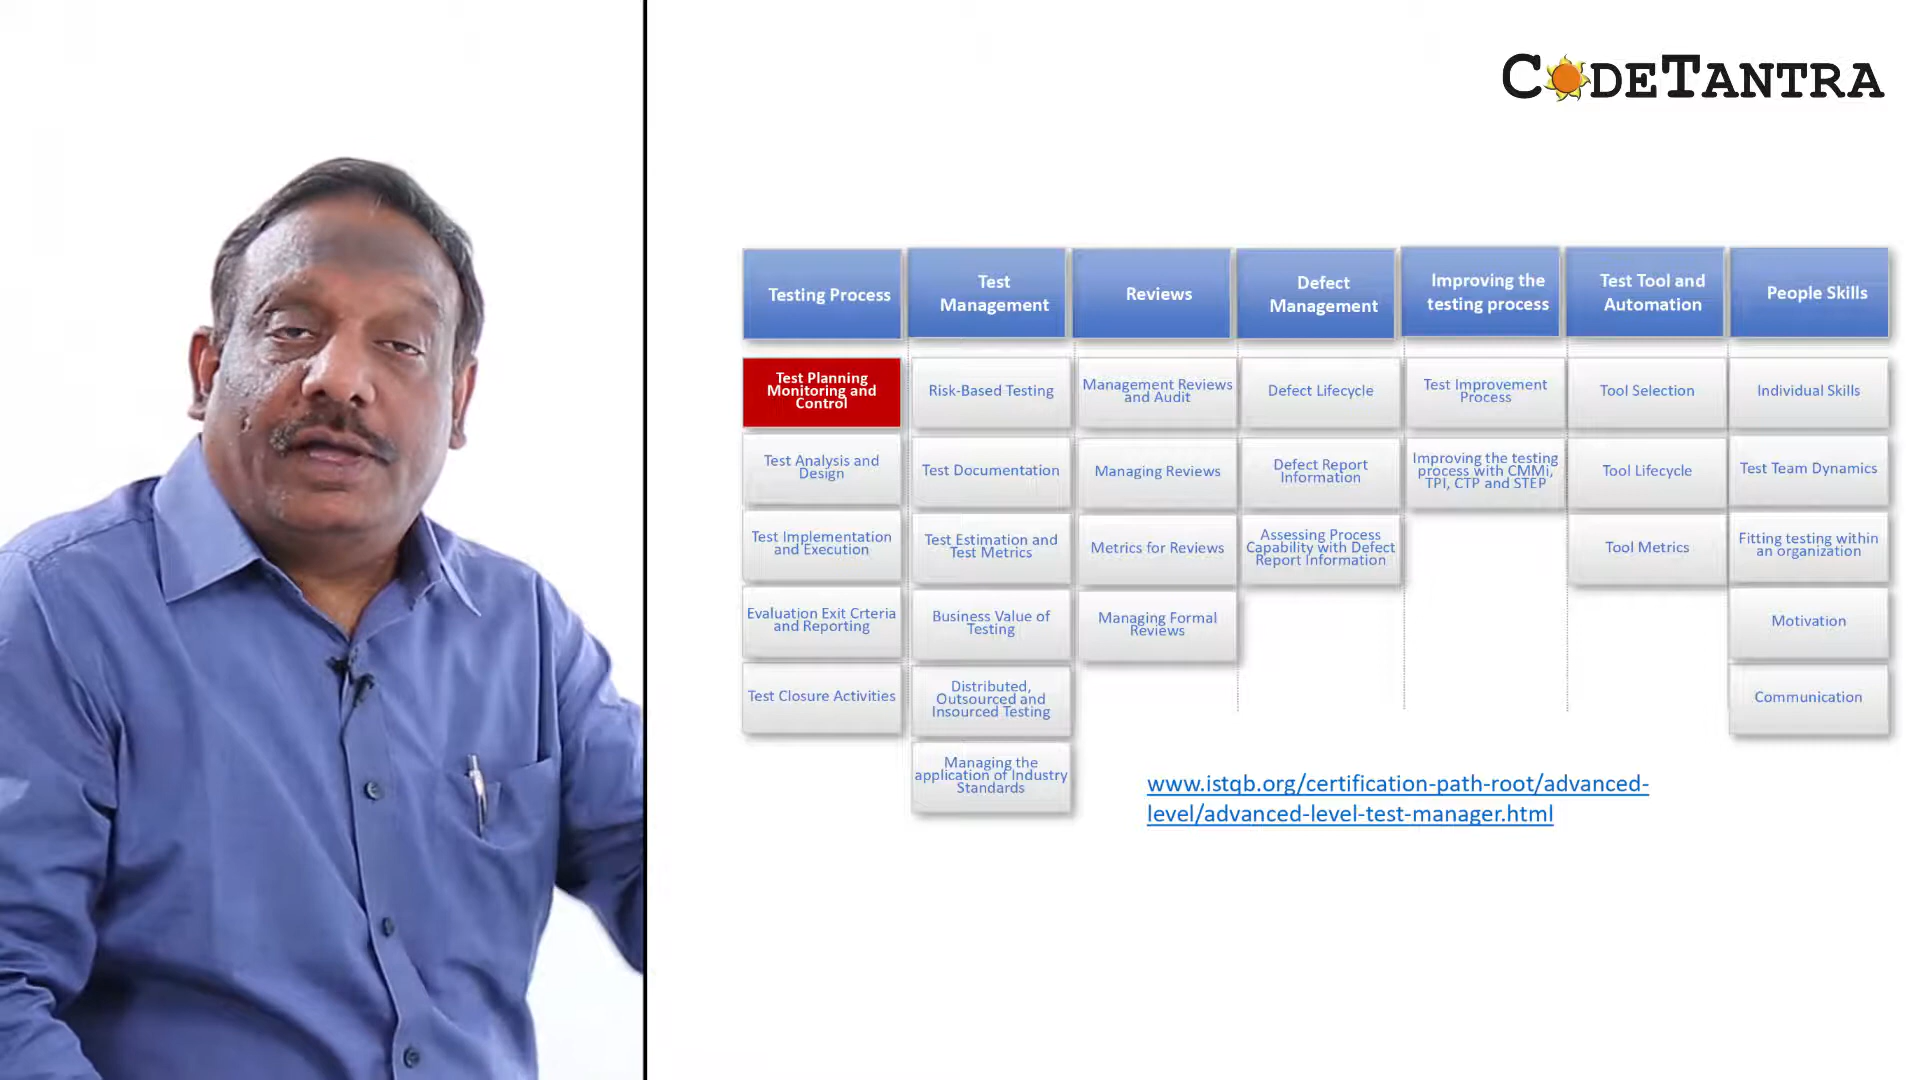 CODETANTRA
Testing Process
Test
Management
Reviews
Defect
Management
Improving the
testing process
Test Tool and
Automation
People Skills
Test Planning
Monitoring and
Control
Risk-Based Testing
Management Reviews
and Audit
Defect Lifecycle
Test Improvement
Process
Tool Selection
Individual Skills
Test Analysis and
Design
Test Documentation
Managing Reviews
Defect Report
Information
Improving the testing
process with CMMi,
TPI, CTP and STEP
Tool Lifecycle
Test Team Dynamics
Test Implementation
and Execution
Test Estimation and
Test Metrics
Metrics for Reviews
Assessing Process
Capability with Defect
Report Information
Tool Metrics
Fitting testing within
an organization
Evaluation Exit Crteria
and Reporting
Business Value of
Testing
Managing Formal
Reviews
Motivation
Test Closure Activities
Distributed,
Outsourced and
Insourced Testing
Communication
Managing the
application of Industry
Standards
www.istqb.org/certification-path-root/advanced-
level/advanced-level-test-manager.html